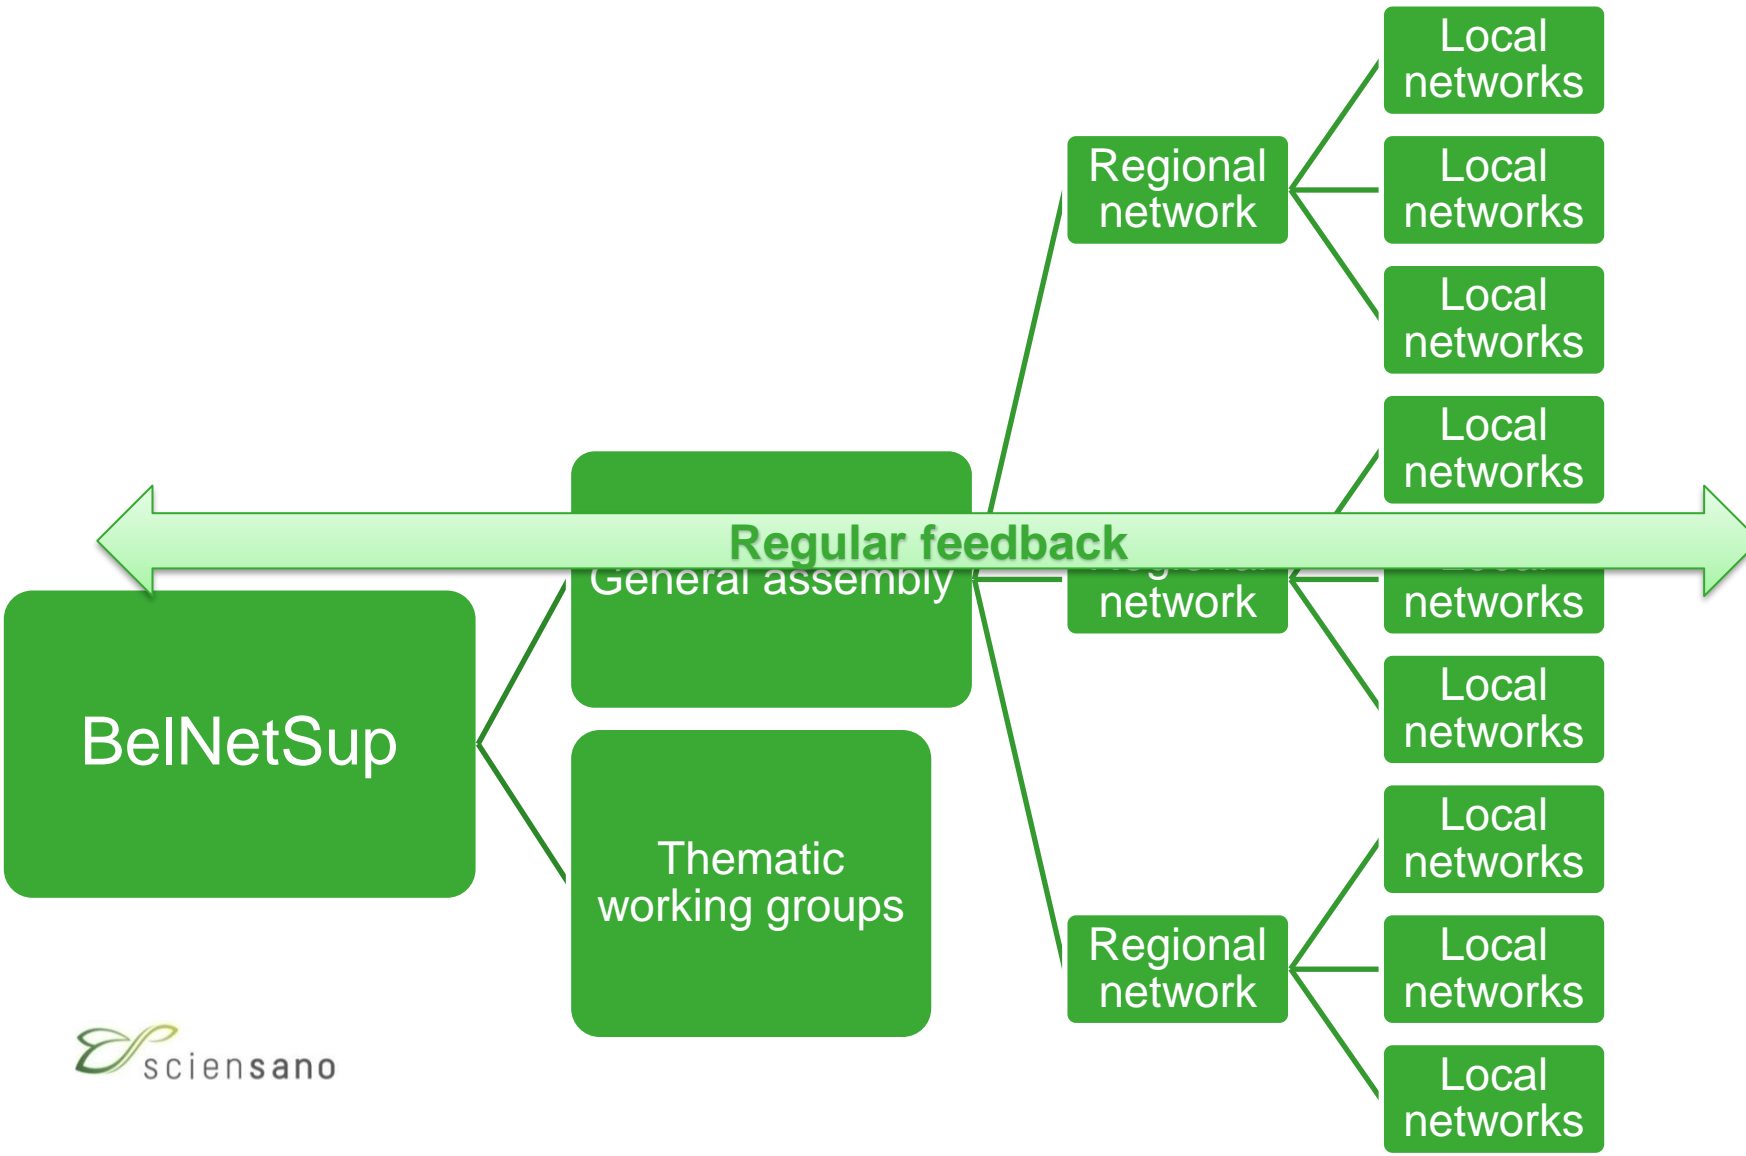 BelNetSup
General assembly
Thematic
working groups
Regional
network
Local
networks
Local
networks
Local
networks
Regular feedback
network
Local
networks
networks
Local
networks
Regional
network
Local
networks
Local
networks
Local
networks
sciensano